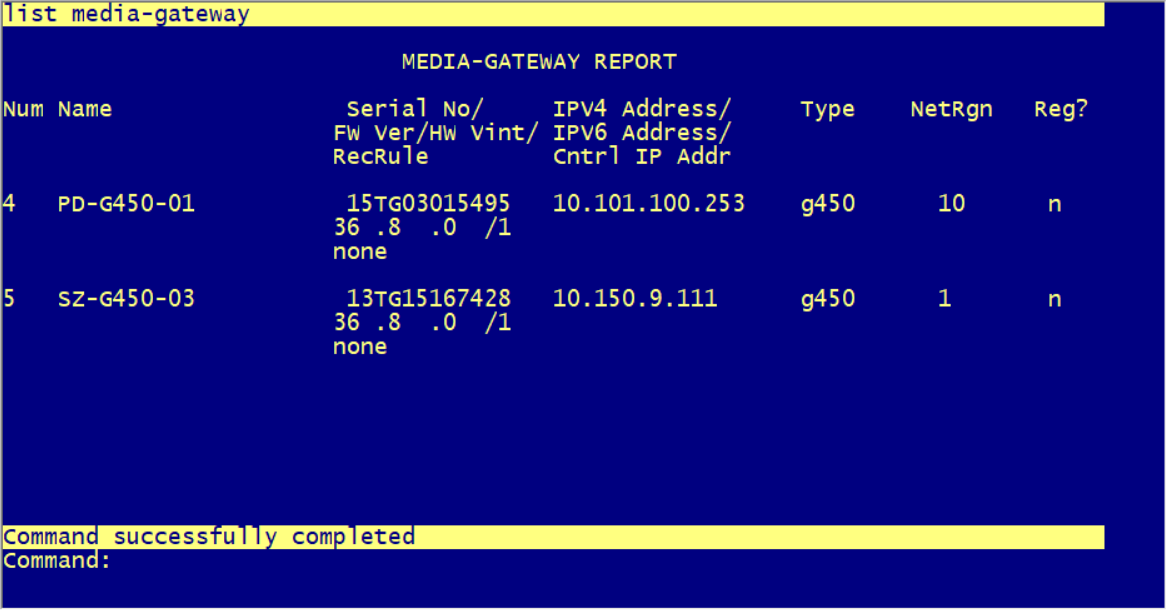 list media-gateway
MEDIA-GATEWAY REPORT
Num Name Serial No/ IPV4 Address/ Type NetRgn Reg?
FW Ver/HW Vint/ IPV6 Address/
RecRule Cntrl IP Addr
4 PD-G450-01 15TG03015495 10.101.100.253 g450 10 n
36 .8 .0 /1
none
5 SZ-G450-03 13TG15167428 10.150.9.111 g450 1 n
36 .8 .0 /1
none
Command successfully completed
Command: